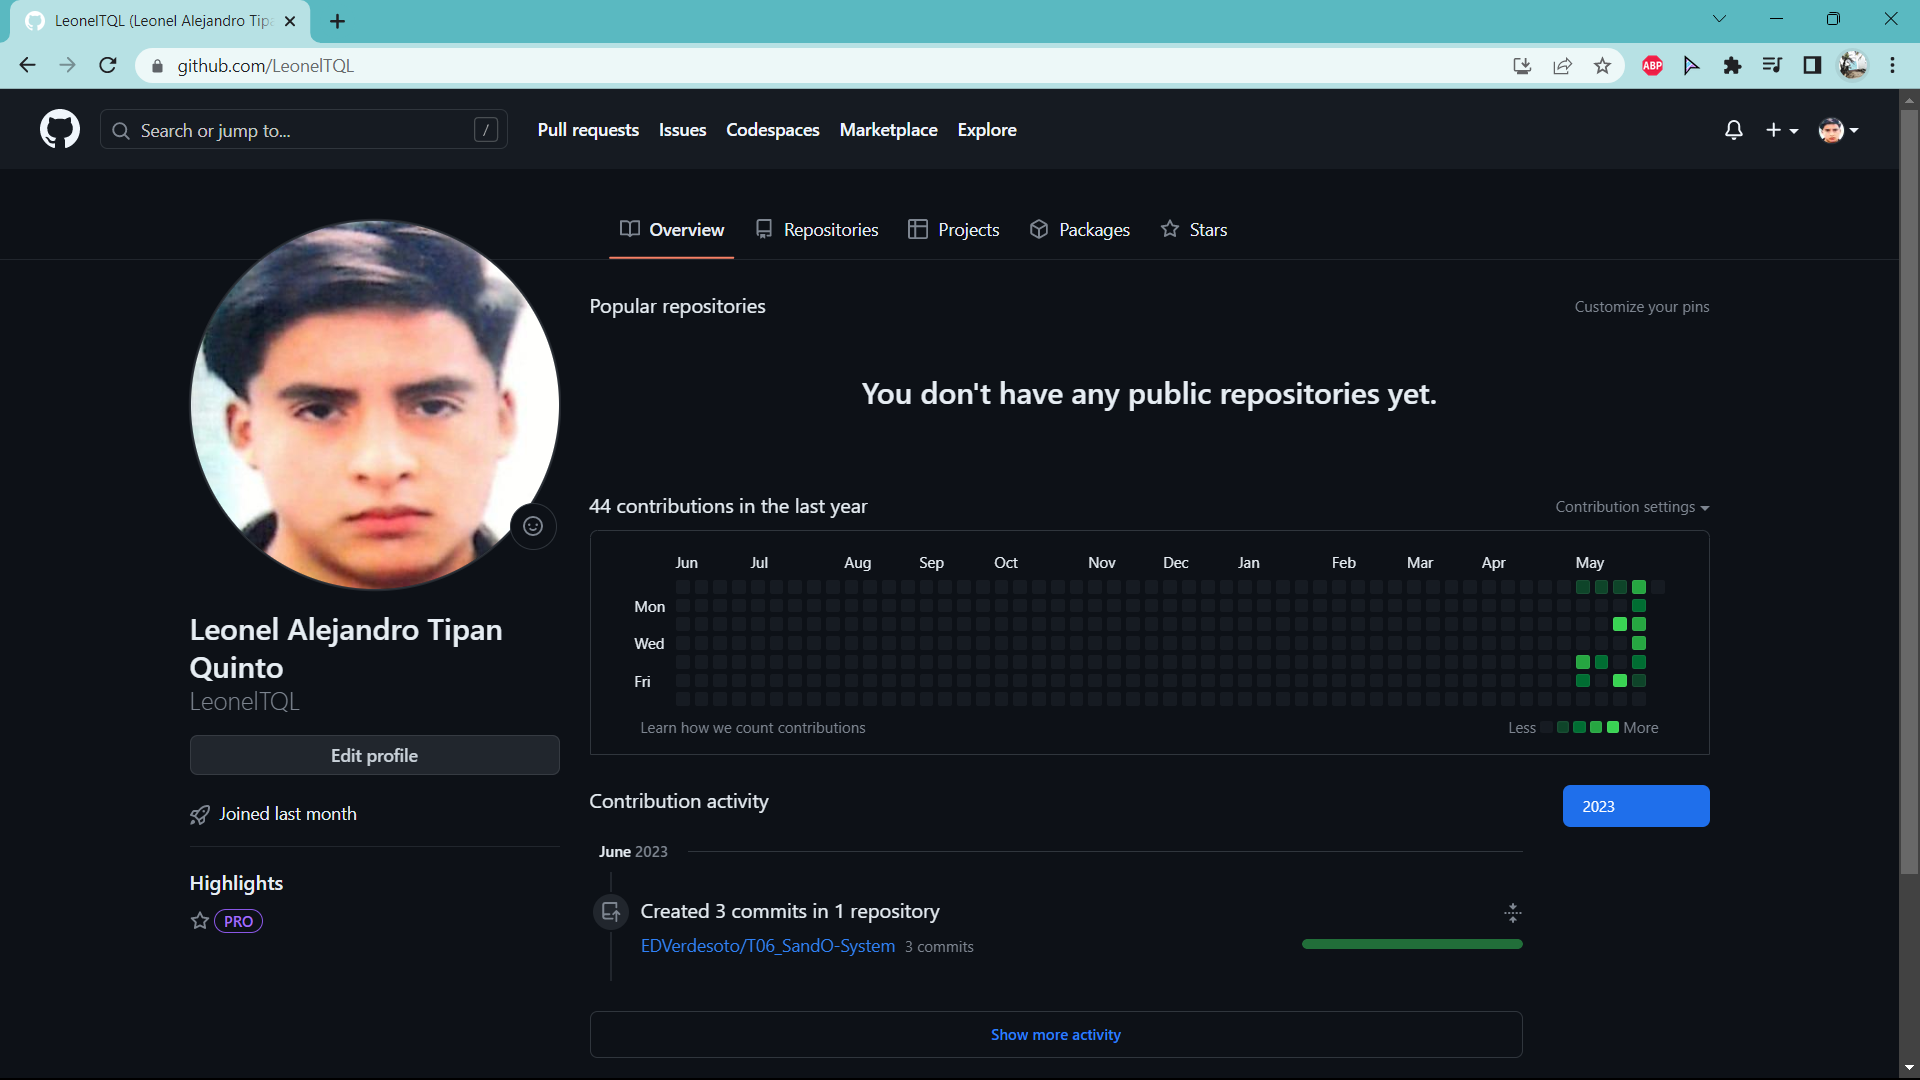 LeonelTQL (Leonel Alejandro Tipa
github.com/LeonelTQL
ABP
Search or jump to...
/
Pull requests
Issues
Codespaces
Marketplace
Explore
Overview
Repositories
Projects
Packages
Stars
Popular repositories
Customize your pins
You don't have any public repositories yet.
44 contributions in the last year
Contribution settings
Jun Jul Aug Sep Oct Nov Dec Jan Feb Mar Apr May
Mon
Wed
Fri
Learn how we count contributions
Less More
Leonel Alejandro Tipan
Quinto
LeonelTQL
Edit profile
Joined last month
Highlights
PRO
Contribution activity
2023
June 2023
Created 3 commits in 1 repository
EDVerdesoto/T06_SandO-System 3 commits
Show more activity